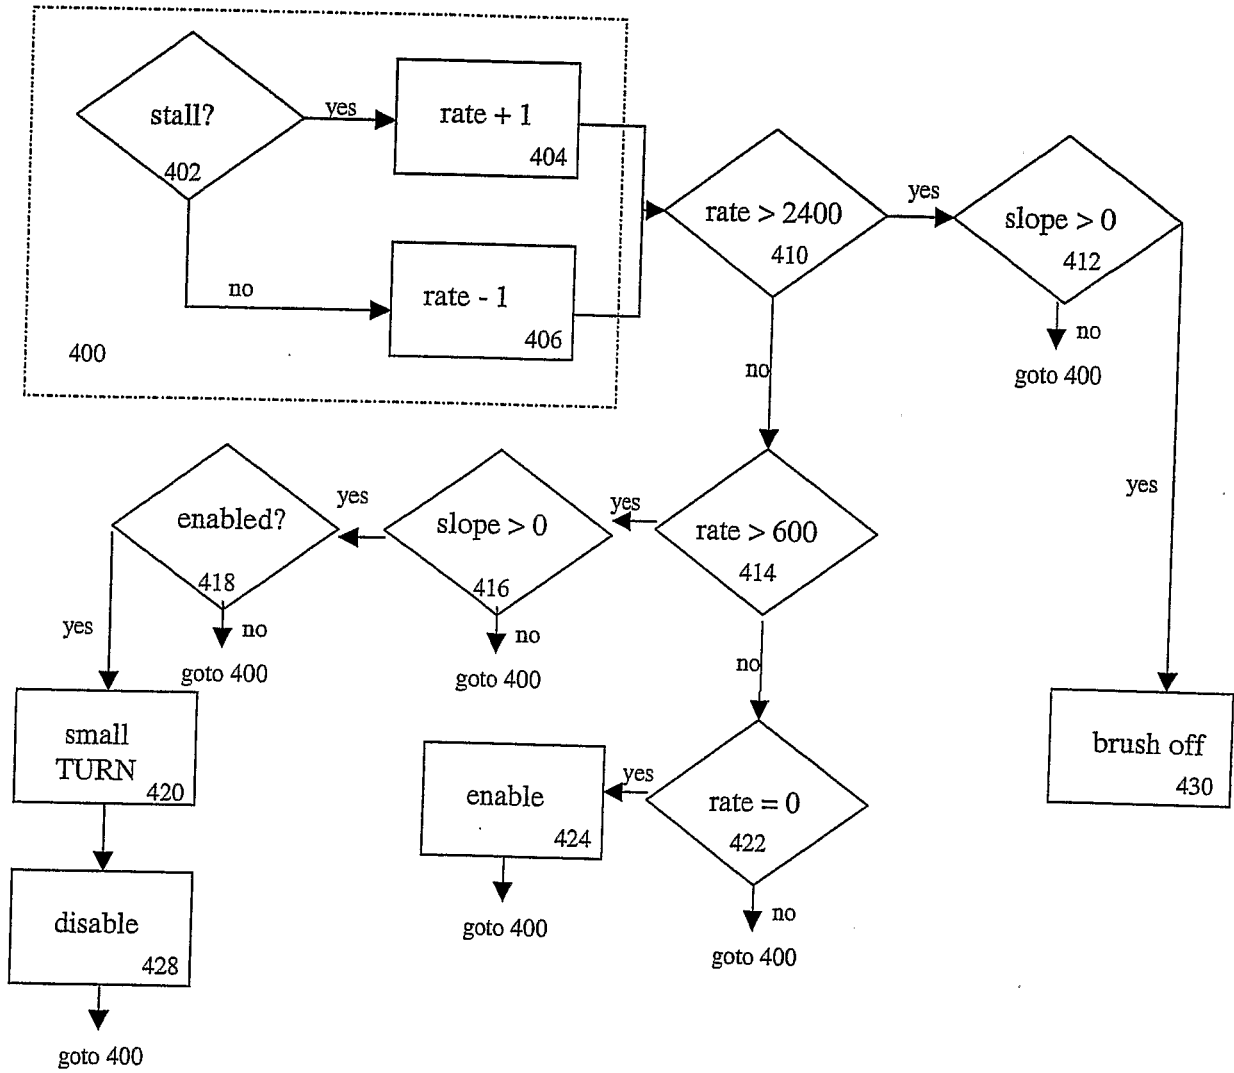 stall?
402
yes
rate + 1
404
no
rate - 1
406
400
rate > 2400
410
yes
slope > 0
412
no
goto 400
yes
no
rate > 600
414
yes
slope > 0
416
no
goto 400
yes
enabled?
418
no
goto 400
yes
small
TURN
420
disable
428
goto 400
no
rate = 0
422
yes
enable
424
goto 400
no
goto 400
brush off
430